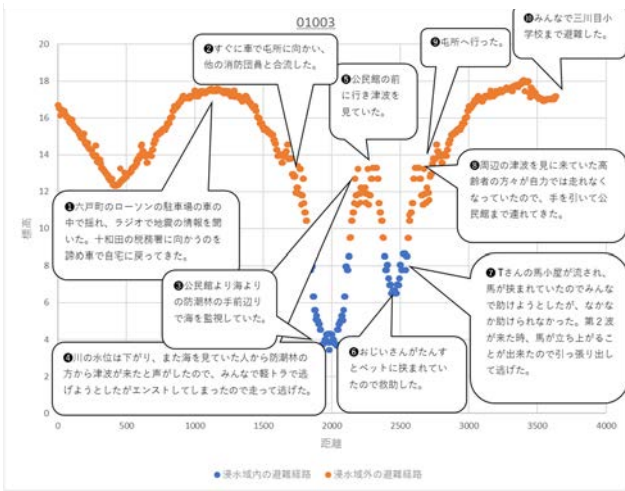 01003
❿みんなで三川目小
学校まで避難した。
❾屯所へ行った。
❷すぐに車で屯所に向かい、
他の消防団員と合流した。
❺公民館の前
に行き津波を
見ていた。
❶六戸町のローソンの駐車場の車の
中で揺れ、ラジオで地震の情報を聞
いた。十和田の税務署に向かうのを
諦め車で自宅に戻ってきた。
❽周辺の津波を見に来ていた高
齢者の方々が自力では走れなく
なっていたので、手を引いて公
民館まで連れてきた。
❸公民館より海より
の防潮林の手前辺り
で海を監視していた。
❹川の水位は下がり、また海を見ていた人から防潮林の
方から津波が来たと声がしたので、みんなで軽トラで逃
げようとしたがエンストしてしまったので走って逃げた。
❻おじいさんがたんす
とベットに挟まれてい
たので救助した。
❼Tさんの馬小屋が流され、
馬が挟まれていたのでみんな
で助けようとしたが、なかな
か助けられなかった。第２波
が来た時、馬が立ち上がるこ
とが出来たので引っ張り出し
て逃げた。
標高
20
18
16
14
12
10
8
6
4
2
0
0 500 1000 1500 2000 2500 3000 3500 4000
距離
浸水域内の避難経路 浸水域外の避難経路